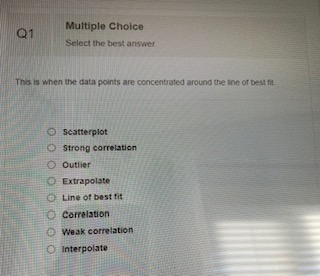 Q1
Multiple Choice
Select the best answer
This is when the data points are concentrated around the line of best fit.
Scatterplot
Strong correlation
Outlier
Extrapolate
Line of best fit
Correlation
Weak correlation
Interpolate